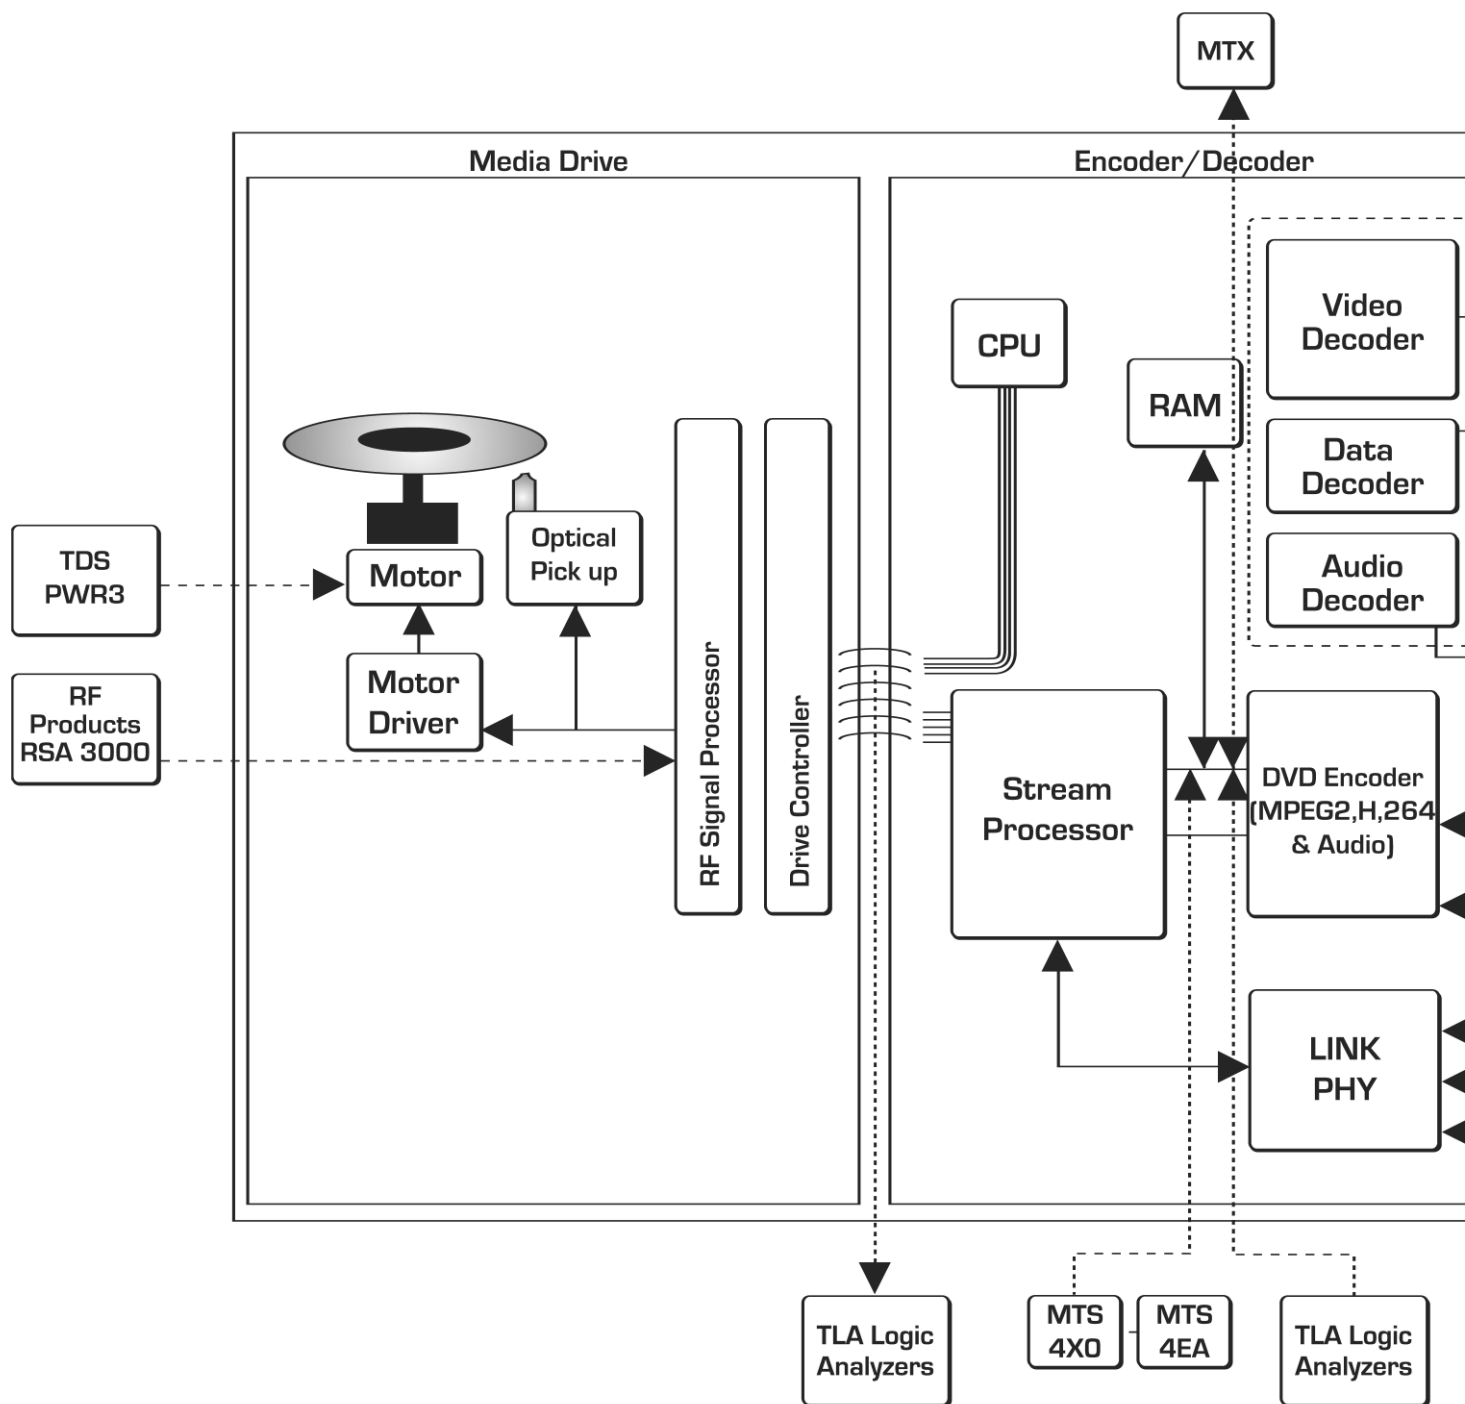 MTX
Media Drive
Encoder/Decoder
Video
Decoder
CPU
RAM
Data
Decoder
Optical
Pick up
TDS
PWR3
Motor
Audio
Decoder
Motor
Driver
RF
Products
RSA 3000
RF Signal Processor
Drive Controller
Stream
Processor
DVD Encoder
(MPEG2,H,264
& Audio)
LINK
PHY
TLA Logic
Analyzers
MTS
4XO
MTS
4EA
TLA Logic
Analyzers